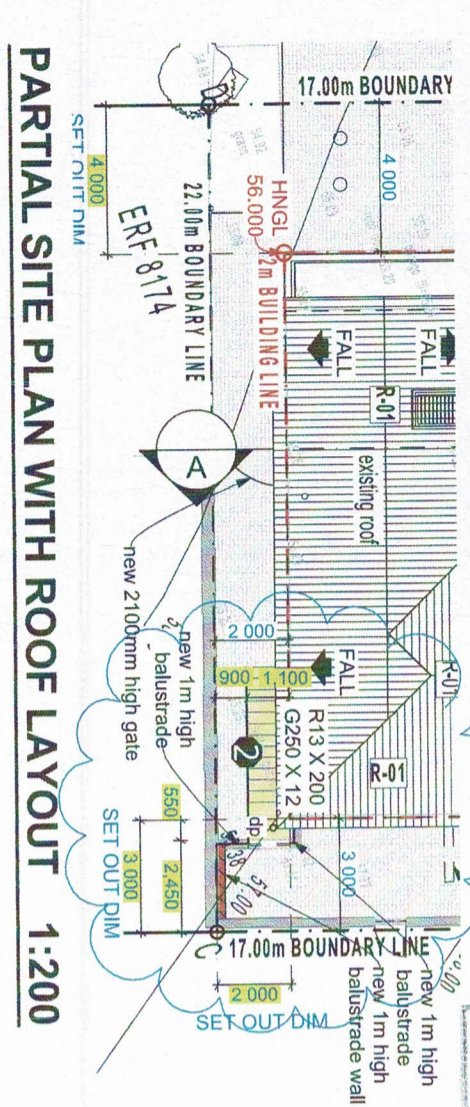 17.00m BOUNDARY
4 000
4 000
SET OUT DIM
ERF 8174
22.00m BOUNDARY LINE
HNGL
56.000
2m BUILDING LINE
FALL
FALL
R-01
existing roof
A
new 2100mm high gate
new 1m high
balustrade
2 000
900
1,100
FALL
R13 X 200
G250 X 12
2
dp
R-01
R-01
550
2,450
3 000
SET OUT DIM
3 000
C
17.00m BOUNDARY LINE
2 000
SET OUT DIM
new 1m high
balustrade
new 1m high
balustrade wall
PARTIAL SITE PLAN WITH ROOF LAYOUT 1:200